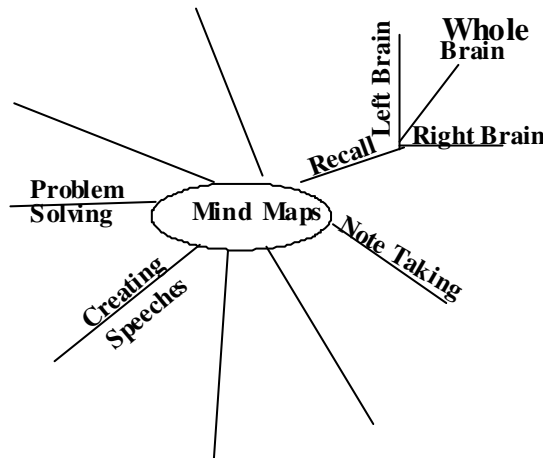 Whole
Brain
Left Brain
Right Brain
Recall
Problem
Solving
Mind Maps
Note Taking
Creating
Speeches